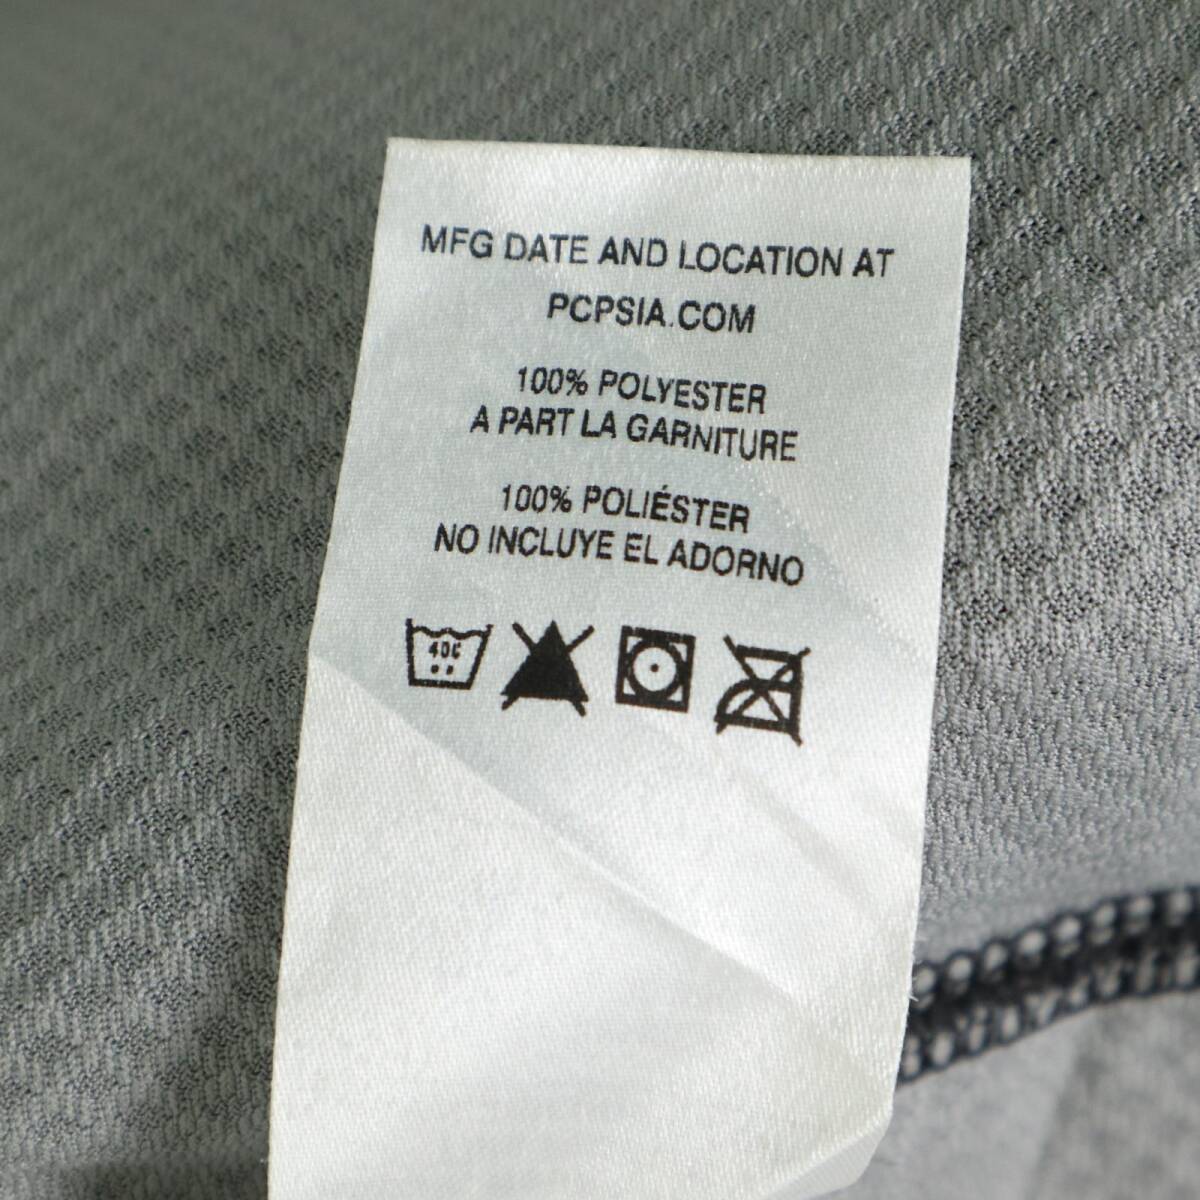 MFG DATE AND LOCATION AT
PCPSIA.COM
100% POLYESTER
A PART LA GARNITURE
100% POLIÉSTER
NO INCLUYE EL ADORNO
40C